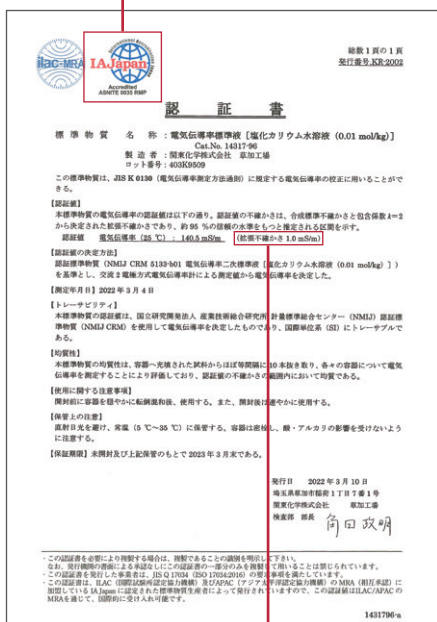 総数1頁の1頁
発行番号.KR-2002
ilac-MRA
IAJapan
Accredited
ASNITE 0035 RMP
認証書
標準物質 名称：電気伝導率標準液［塩化カリウム水溶液（0.01 mol/kg）］
Cat.No. 14317-96
製造者：関東化学株式会社 草加工場
ロット番号：403K9509
この標準物質は、JIS K 0130（電気伝導率測定方法通則）に規定する電気伝導率の校正に用いることができる。
【認証値】
本標準物質の電気伝導率の認証値は以下の通り。認証値の不確かさは、合成標準不確かさと包含係数 k=2
から決定された拡張不確かさであり、約 95 %の信頼の水準をもつと推定される区間を示す。
認証値 電気伝導率（25 ℃）：140.5 mS/m （拡張不確かさ 1.0 mS/m）
【認証値の決定方法】
認証標準物質（NMIJ CRM 5133-b01 電気伝導率二次標準液［塩化カリウム水溶液（0.01 mol/kg）］）
を基準とし、交流2電極方式電気伝導率計による測定値から電気伝導率を決定した。
【測定年月日】2022年3月4日
【トレーサビリティ】
本標準物質の認証値は、国立研究開発法人 産業技術総合研究所 計量標準総合センター（NMIJ）認証標
準物質（NMIJ CRM）を使用して電気伝導率を決定したものであり、国際単位系（SI）にトレーサブルで
ある。
【均質性】
本標準物質の均質性は、容器へ充填された試料からほぼ等間隔に10本抜き取り、各々の容器について電気
伝導率を測定することにより評価しており、認証値の不確かさの範囲内において均質である。
【使用に関する注意事項】
開封前に容器を穏やかに転倒混和後、使用する。また、開封後は速やかに使用する。
【保管上の注意】
直射日光を避け、常温（5 ℃~35 ℃）に保管する。容器は密栓し、酸・アルカリの影響を受けないよう
に注意する。
【保証期限】未開封及び上記保管のもとで2023年3月末である。
発行日 2022年3月10日
埼玉県草加市稲荷1丁目7番1号
関東化学株式会社 草加工場
検査部 部長 角田政明
・この認証書を必要により複製する場合は、複製であることの識別を明示して下さい。
なお、発行機関の書面による承認なしにこの認証書の一部分のみを複製して用いることは禁じられています。
・この認証書を発行した事業者は、JIS Q 17034（ISO 17034:2016）の要求事項を満たしています。
・この認証書は、ILAC（国際試験所認定協力機構）及びAPAC（アジア太平洋認定協力機構）のMRA（相互承認）に
加盟している IA Japan に認定された標準物質生産者によって発行されていますので、この認証値はILAC/APACの
MRAを通じて、国際的に受け入れ可能です。
1431796-a